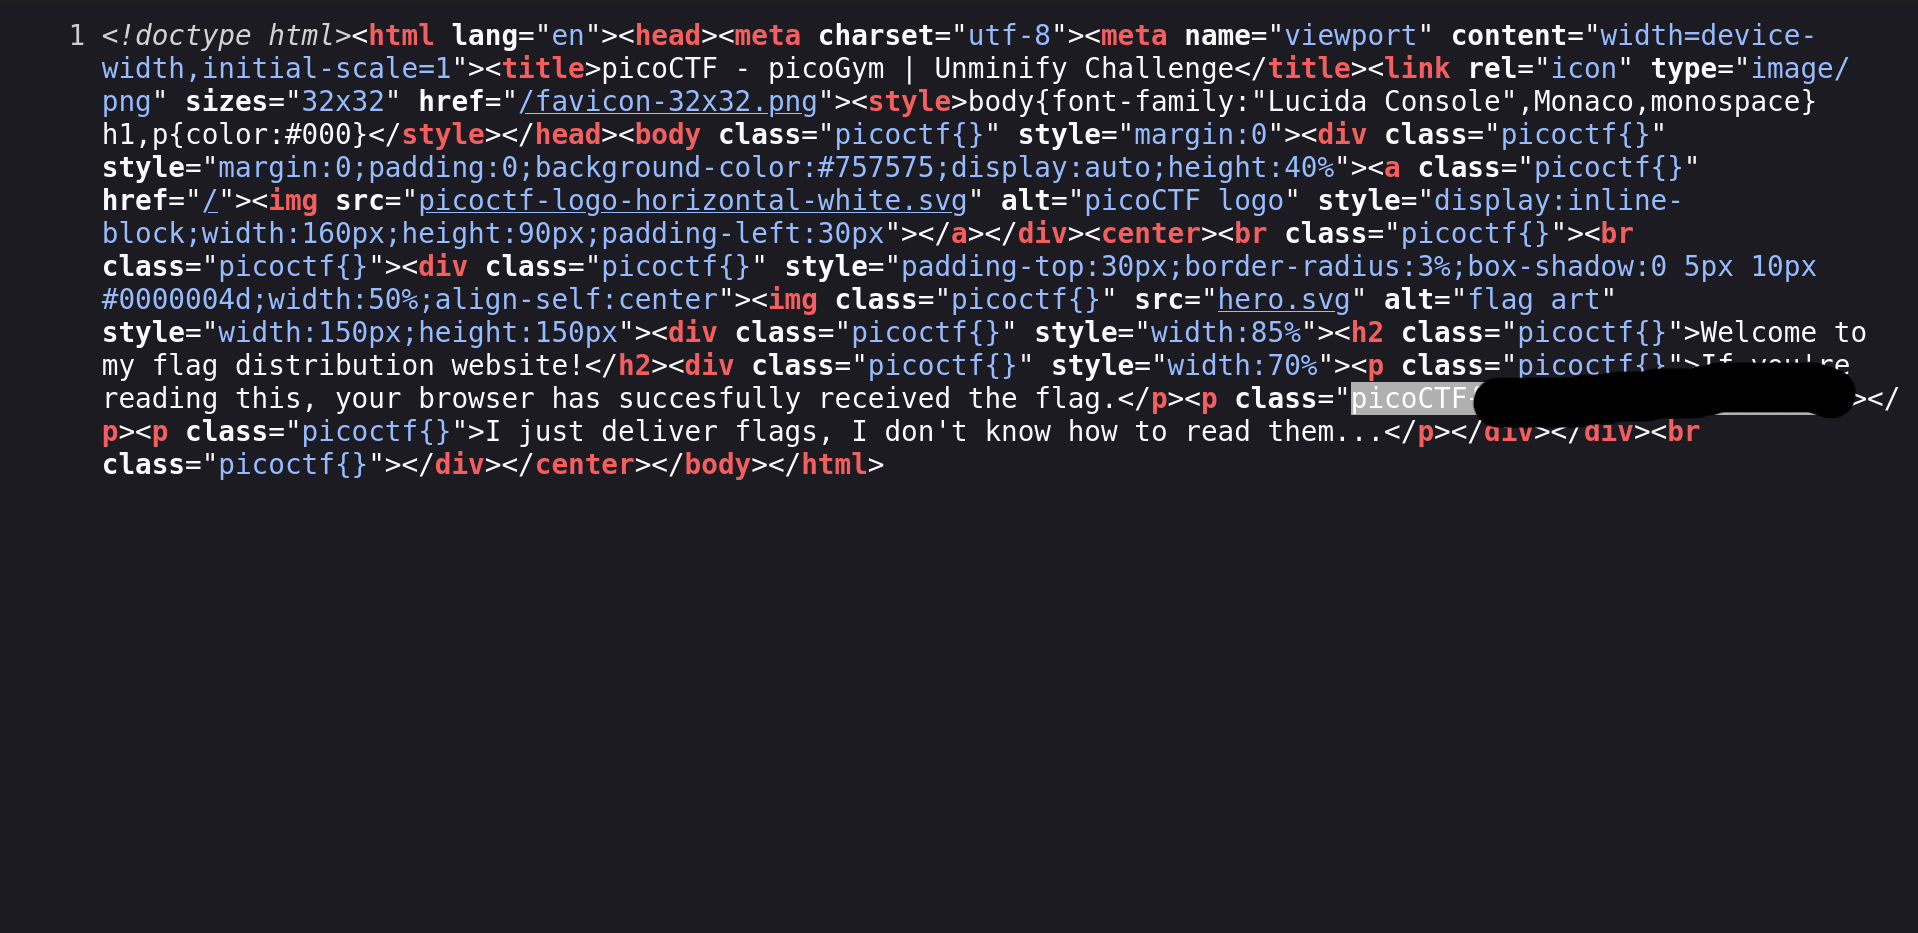 1 <!doctype html><html lang="en"><head><meta charset="utf-8"><meta name="viewport" content="width=device-
width,initial-scale=1"><title>picoCTF - picoGym | Unminify Challenge</title><link rel="icon" type="image/
png" sizes="32x32" href="/favicon-32x32.png"><style>body{font-family:"Lucida Console",Monaco,monospace}
h1,p{color:#000}</style></head><body class="picoctf{}" style="margin:0"><div class="picoctf{}"
style="margin:0;padding:0;background-color:#757575;display:auto;height:40%"><a class="picoctf{}"
href="/"><img src="picoctf-logo-horizontal-white.svg" alt="picoCTF logo" style="display:inline-
block;width:160px;height:90px;padding-left:30px"></a></div><center><br class="picoctf{}"><br
class="picoctf{}"><div class="picoctf{}" style="padding-top:30px;border-radius:3%;box-shadow:0 5px 10px
#0000004d;width:50%;align-self:center"><img class="picoctf{}" src="hero.svg" alt="flag art"
style="width:150px;height:150px"><div class="picoctf{}" style="width:85%"><h2 class="picoctf{}">Welcome to
my flag distribution website!</h2><div class="picoctf{}" style="width:70%"><p class="picoctf{}">If you're
reading this, your browser has succesfully received the flag.</p><p class="picoCTF ></
p><p class="picoctf{}">I just deliver flags, I don't know how to read them...</p></div></div><br
class="picoctf{}"></div></center></body></html>